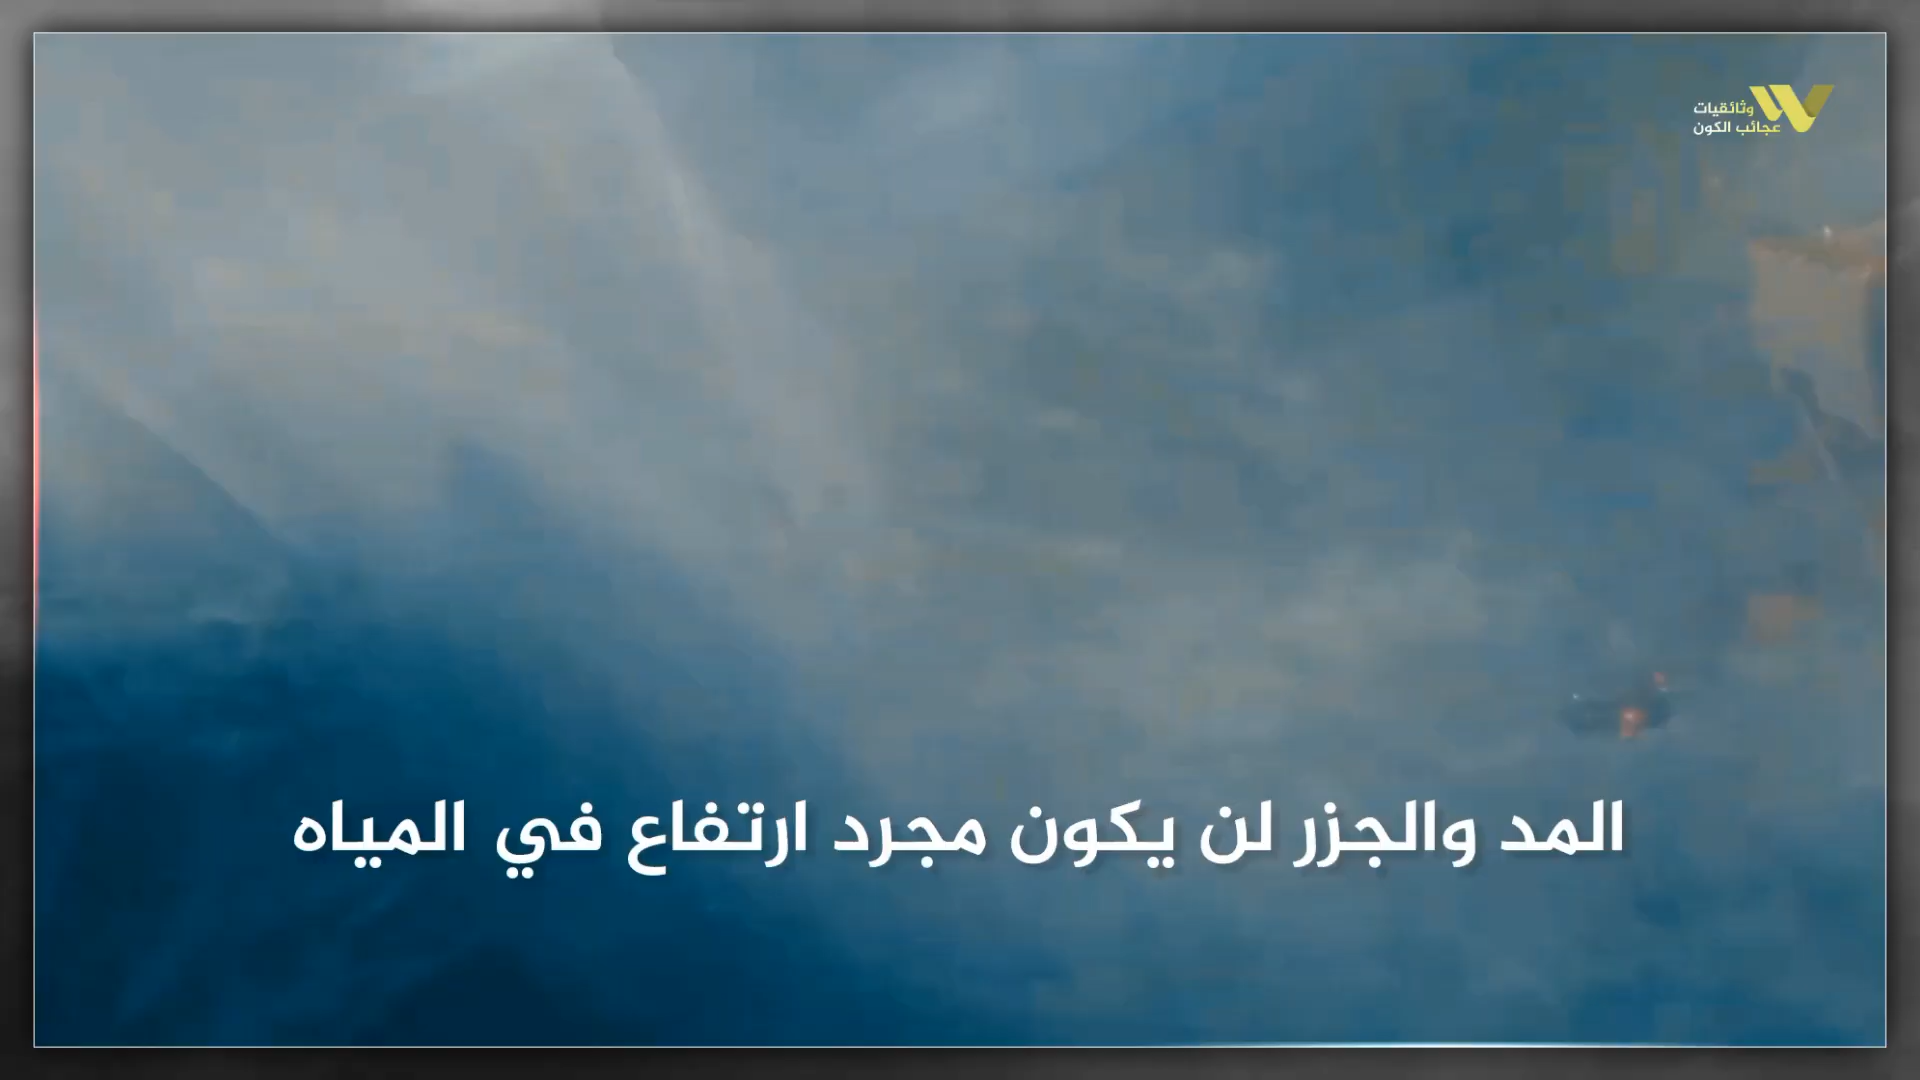 وثائقيات
عجائب الكون
المد والجزر لن يكون مجرد ارتفاع في المياه